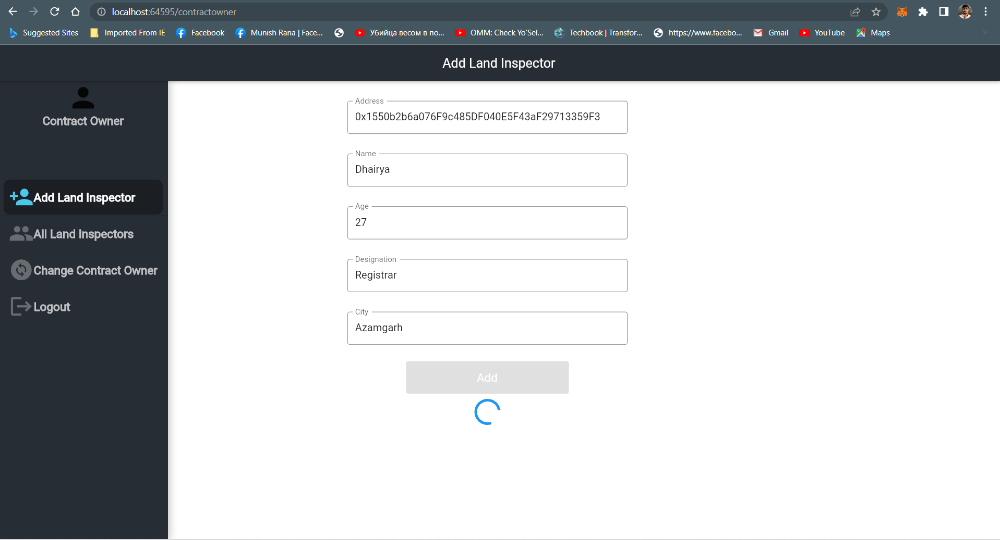 localhost:64595/contractowner
Suggested Sites Imported From IE Facebook Munish Rana | Face... Убийца весом в по... OMM: Check Yo'Sel... Techbook | Transfor... https://www.facebo... Gmail YouTube Maps
Add Land Inspector
Contract Owner
Add Land Inspector
All Land Inspectors
Change Contract Owner
Logout
Address
0x1550b2b6a076F9c485DF040E5F43aF29713359F3
Name
Dhairya
Age
27
Designation
Registrar
City
Azamgarh
Add